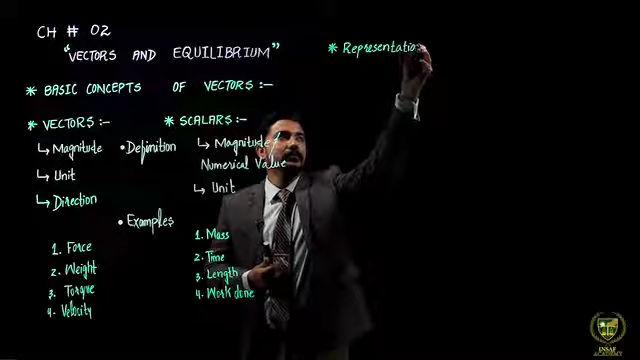 CH # 02
"VECTORS AND EQUILIBRIUM"
* BASIC CONCEPTS OF VECTORS :-
* VECTORS :-
↳ Magnitude
↳ Unit
↳ Direction
• Definition
• Examples
1. Force
2. Weight
3. Torque
4. Velocity
* SCALARS :-
↳ Magnitude /
Numerical Value
↳ Unit
1. Mass
2. Time
3. Length
4. Work done
* Representatio
INSAF
ACADEMY